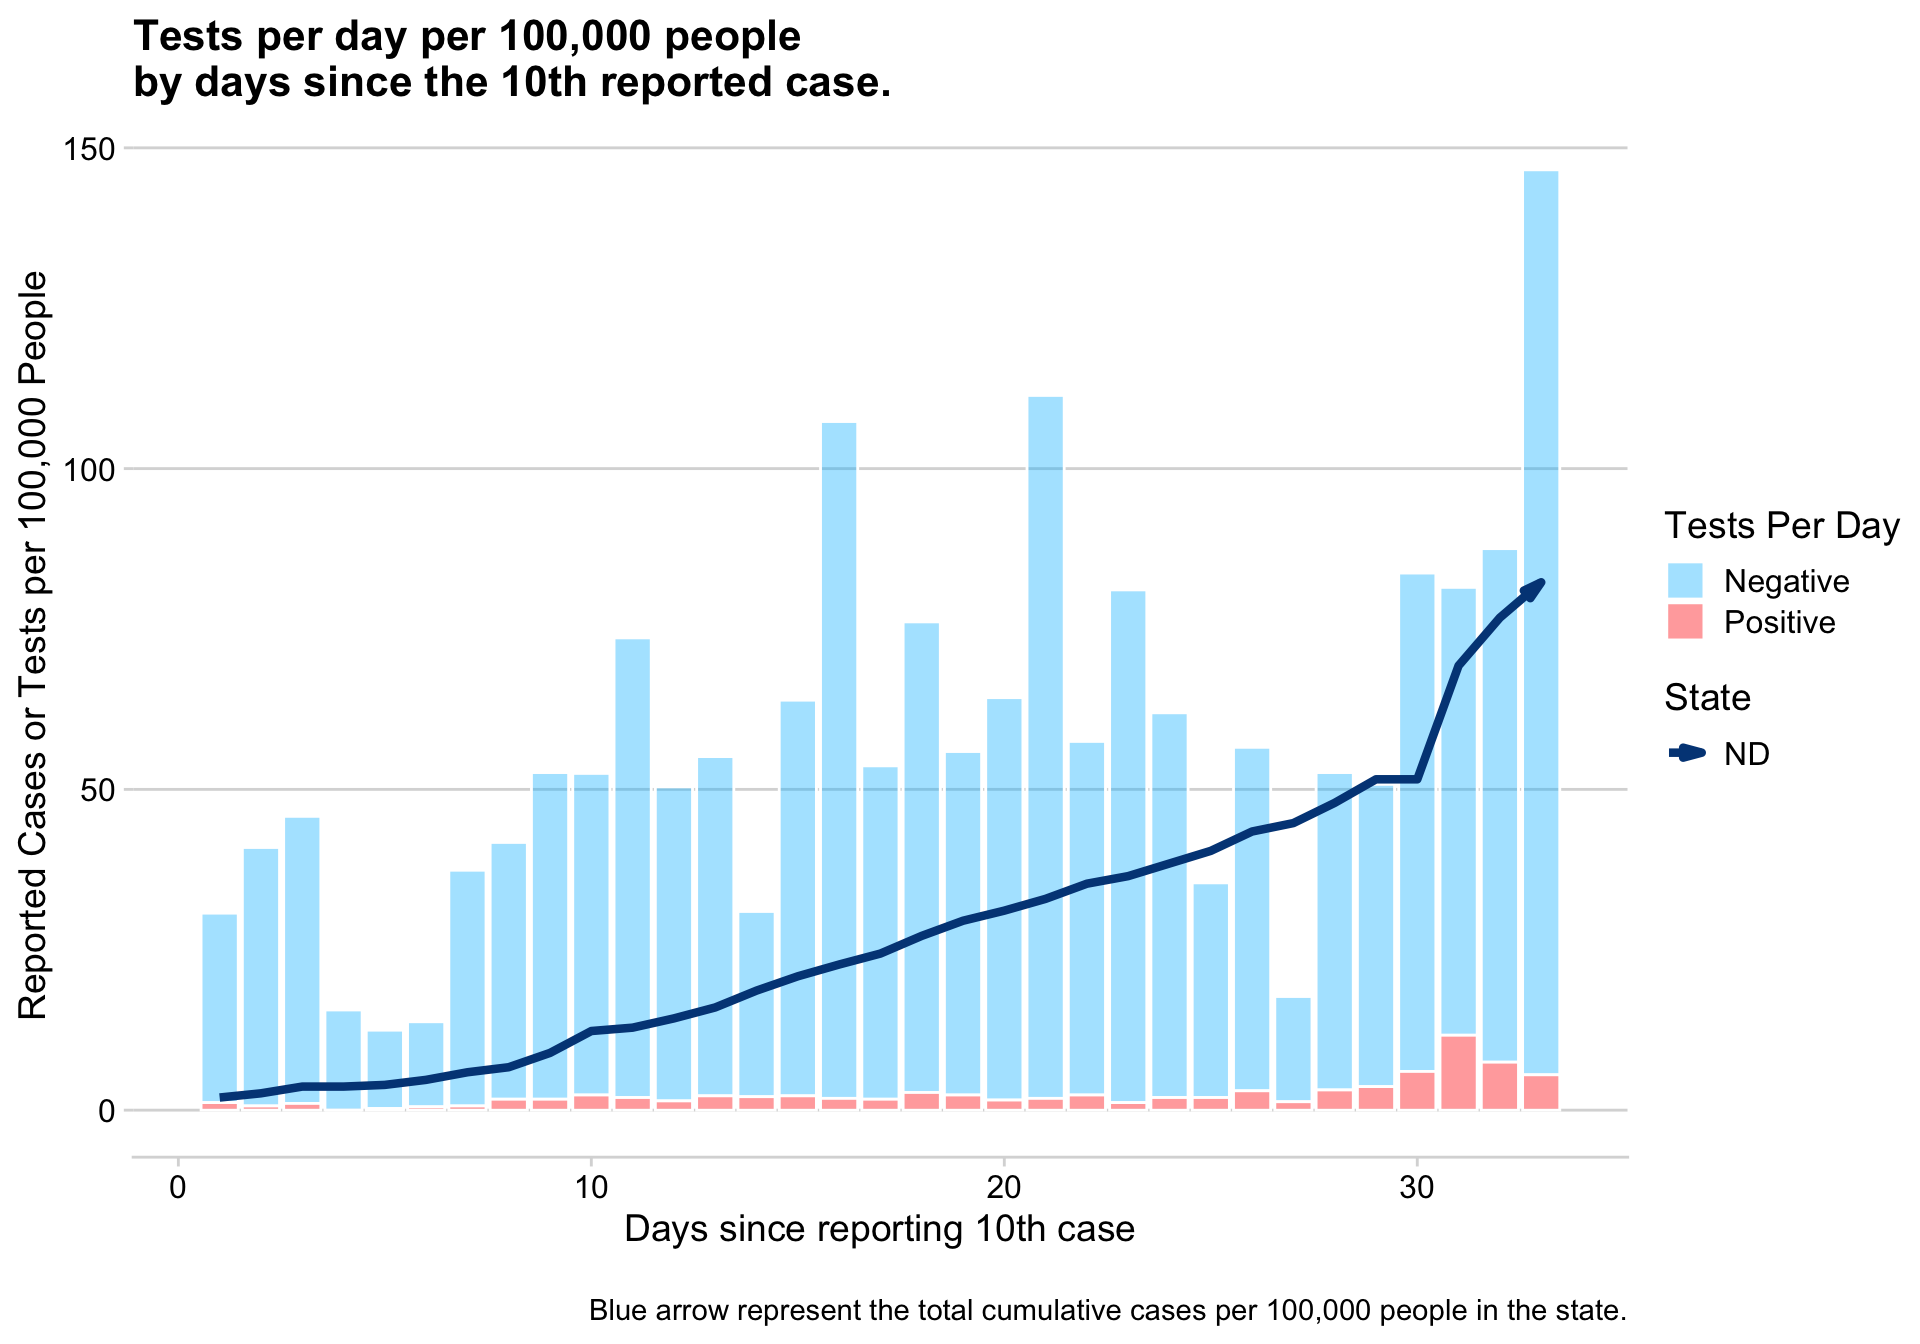 Tests per day per 100,000 people
by days since the 10th reported case.
Reported Cases or Tests per 100,000 People
150
100
50
0
0
10
20
30
Days since reporting 10th case
Tests Per Day
Negative
Positive
State
ND
Blue arrow represent the total cumulative cases per 100,000 people in the state.